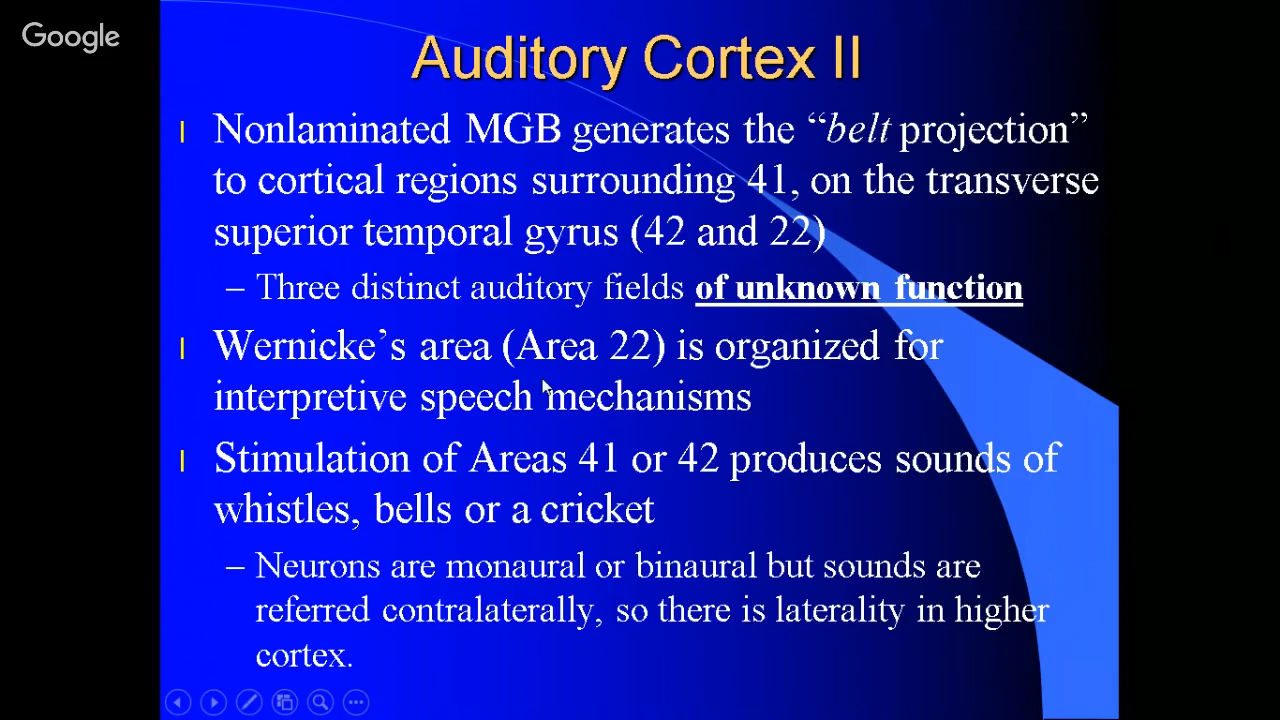 Google
Auditory Cortex II
Nonlaminated MGB generates the “belt projection”
to cortical regions surrounding 41, on the transverse
superior temporal gyrus (42 and 22)
– Three distinct auditory fields of unknown function
Wernicke’s area (Area 22) is organized for
interpretive speech mechanisms
Stimulation of Areas 41 or 42 produces sounds of
whistles, bells or a cricket
– Neurons are monaural or binaural but sounds are
referred contralaterally, so there is laterality in higher
cortex.